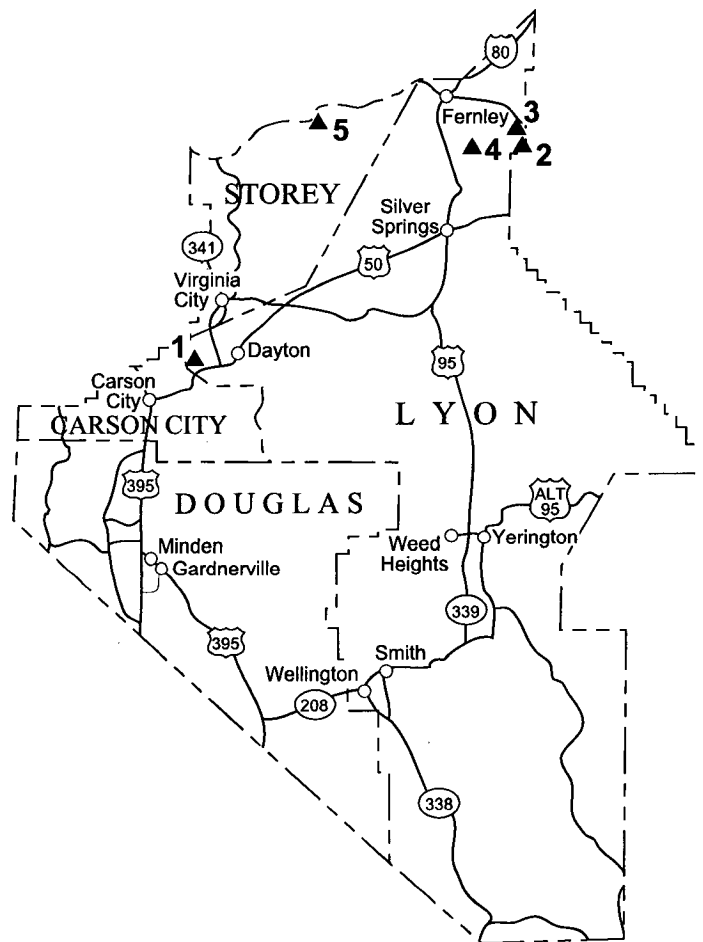 80
3
Fernley
5
4
2
STOREY
Silver
Springs
341
50
Virginia
City
1
Dayton
95
Carson
City
LYON
CARSON CITY
395
DOUGLAS
ALT
95
Weed
Heights
Yerington
Minden
Gardnerville
339
395
Smith
Wellington
208
338